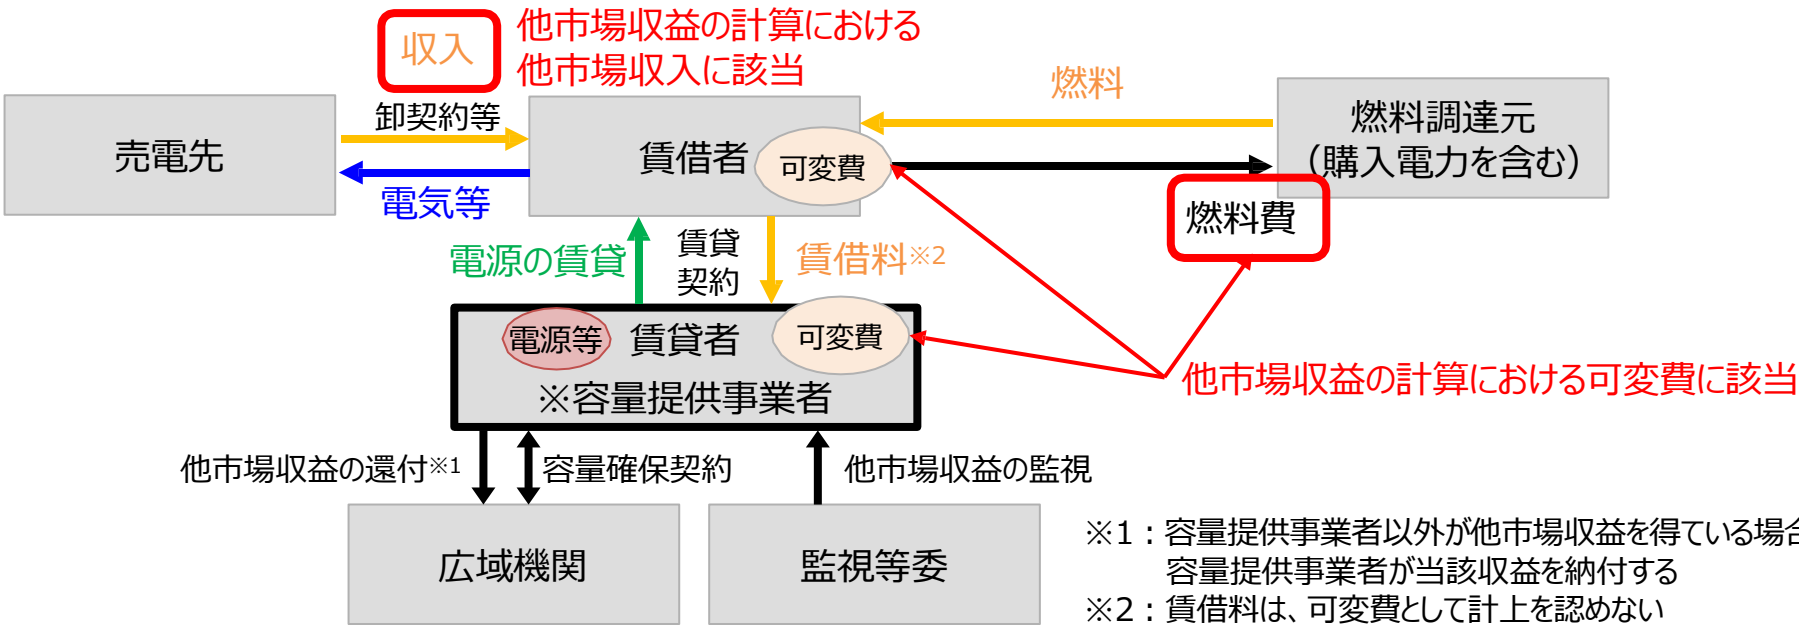 収入
他市場収益の計算における
他市場収入に該当
燃料
売電先
卸契約等
賃借者
可変費
燃料調達元
（購入電力を含む）
電気等
燃料費
電源の賃貸
賃貸
契約
賃借料※2
電源等
賃貸者
可変費
※容量提供事業者
他市場収益の計算における可変費に該当
他市場収益の還付※1
容量確保契約
他市場収益の監視
広域機関
監視等委
※1：容量提供事業者以外が他市場収益を得ている場合
容量提供事業者が当該収益を納付する
※2：賃借料は、可変費として計上を認めない